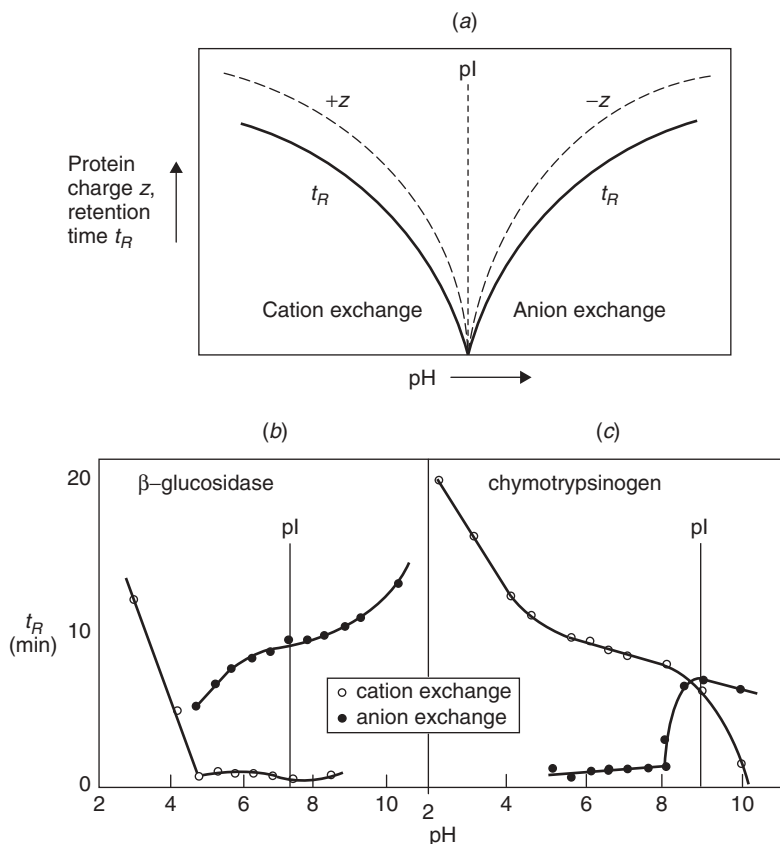 (a)
pI
+z
−z
Protein
charge z,
retention
time tR
tR
tR
Cation exchange
Anion exchange
pH
(b)
(c)
20
β–glucosidase
chymotrypsinogen
pI
pI
tR
(min)
10
cation exchange
anion exchange
0
2
4
6
8
10
2
4
6
8
10
pH